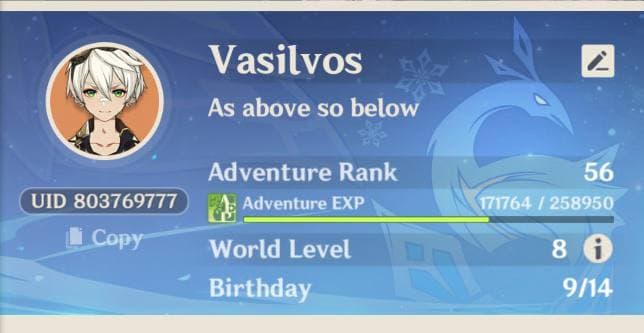 Vasilvos
As above so below
Adventure Rank 56
UID 803769777
Adventure EXP 171764 / 258950
Copy
World Level 8
Birthday 9/14